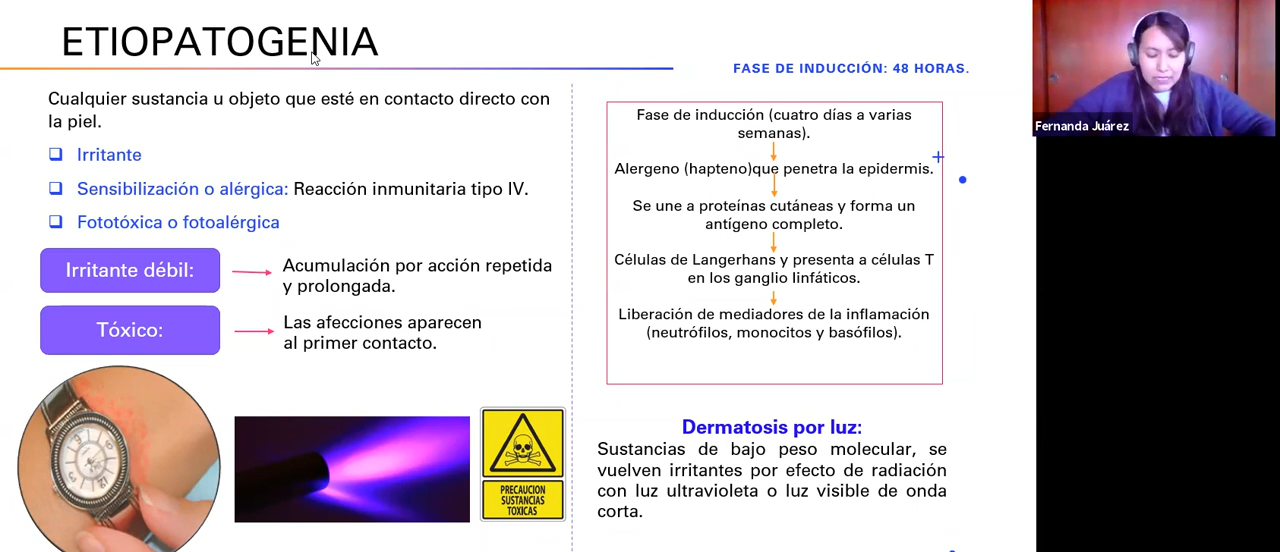 ETIOPATOGENIA
Cualquier sustancia u objeto que esté en contacto directo con
la piel.
Irritante
Sensibilización o alérgica: Reacción inmunitaria tipo IV.
Fototóxica o fotoalérgica
Irritante débil:
Acumulación por acción repetida
y prolongada.
Tóxico:
Las afecciones aparecen
al primer contacto.
PRECAUCION
SUSTANCIAS
TOXICAS
FASE DE INDUCCIÓN: 48 HORAS.
Fase de inducción (cuatro días a varias
semanas).
Alergeno (hapteno)que penetra la epidermis.
Se une a proteínas cutáneas y forma un
antígeno completo.
Células de Langerhans y presenta a células T
en los ganglio linfáticos.
Liberación de mediadores de la inflamación
(neutrófilos, monocitos y basófilos).
Dermatosis por luz:
Sustancias de bajo peso molecular, se
vuelven irritantes por efecto de radiación
con luz ultravioleta o luz visible de onda
corta.
Fernanda Juárez